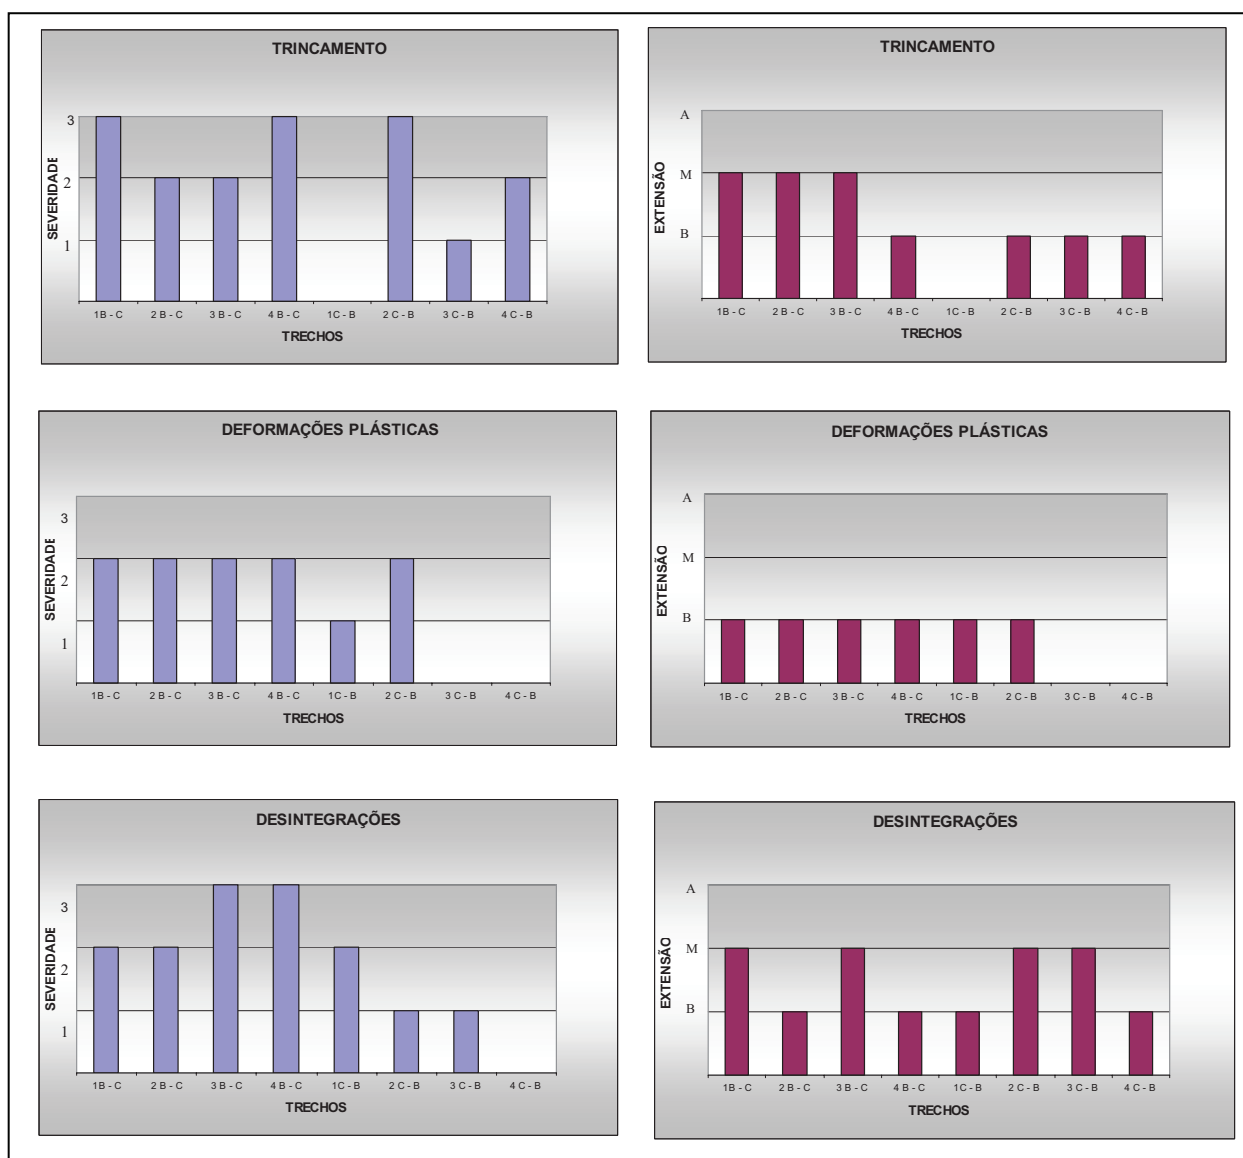 TRINCAMENTO
SEVERIDADE
3
2
1
1B - C 2 B - C 3 B - C 4 B - C 1C - B 2 C - B 3 C - B 4 C - B
TRECHOS
TRINCAMENTO
EXTENSÃO
A
M
B
1B - C 2 B - C 3 B - C 4 B - C 1C - B 2 C - B 3 C - B 4 C - B
TRECHOS
DEFORMAÇÕES PLÁSTICAS
SEVERIDADE
3
2
1
1B - C 2 B - C 3 B - C 4 B - C 1C - B 2 C - B 3 C - B 4 C - B
TRECHOS
DEFORMAÇÕES PLÁSTICAS
EXTENSÃO
A
M
B
1B - C 2 B - C 3 B - C 4 B - C 1C - B 2 C - B 3 C - B 4 C - B
TRECHOS
DESINTEGRAÇÕES
SEVERIDADE
3
2
1
1B - C 2 B - C 3 B - C 4 B - C 1C - B 2 C - B 3 C - B 4 C - B
TRECHOS
DESINTEGRAÇÕES
EXTENSÃO
A
M
B
1B - C 2 B - C 3 B - C 4 B - C 1C - B 2 C - B 3 C - B 4 C - B
TRECHOS